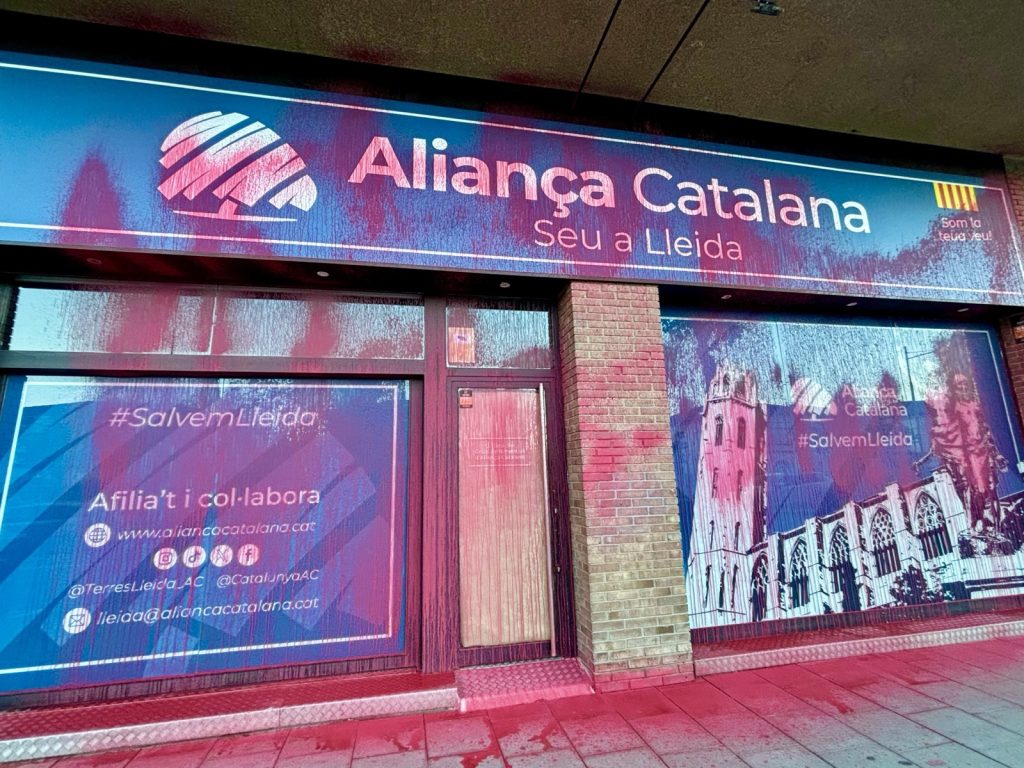 Aliança Catalana
Seu a Lleida
Som la
teua veu!
#SalvemLleida
Afilia't i col·labora
www.aliancacatalana.cat
@TerresLleida_AC @CatalunyaAC
lleida@aliancacatalana.cat
Aliança
Catalana
#SalvemLleida